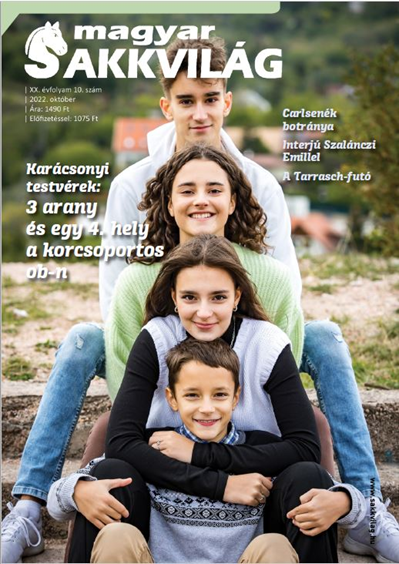 magyar
SAKKVILÁG
| XX. évfolyam 10. szám
| 2022. október
| Ára: 1490 Ft
| Előfizetéssel: 1075 Ft
Carlsenék
botránya
Interjú Szalánczi
Emillel
A Tarrasch-futó
Karácsonyi
testvérek:
3 arany
és egy 4. hely
a korcsoportos
ob-n
www.sakkvilag.hu